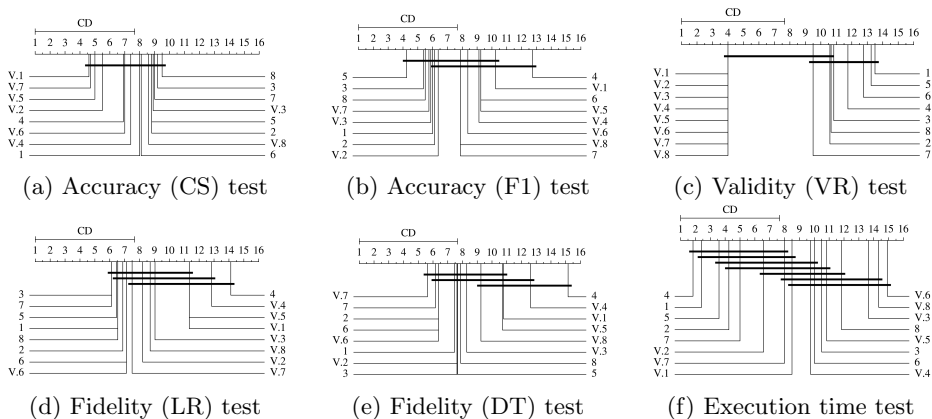 CD
1 2 3 4 5 6 7 8 9 10 11 12 13 14 15 16
V.1 8
V.7 3
V.5 7
V.2 V.3
4 5
V.6 2
V.4 V.8
1 6
(a) Accuracy (CS) test
CD
1 2 3 4 5 6 7 8 9 10 11 12 13 14 15 16
5 4
3 V.1
8 6
V.7 V.5
V.3 V.4
1 V.6
2 V.8
V.2 7
(b) Accuracy (F1) test
CD
1 2 3 4 5 6 7 8 9 10 11 12 13 14 15 16
V.1 1
V.2 5
V.3 6
V.4 4
V.5 3
V.6 8
V.7 2
V.8 7
(c) Validity (VR) test
CD
1 2 3 4 5 6 7 8 9 10 11 12 13 14 15 16
3 4
7 V.4
5 V.5
1 V.1
8 V.3
2 V.8
6 V.2
V.6 V.7
(d) Fidelity (LR) test
CD
1 2 3 4 5 6 7 8 9 10 11 12 13 14 15 16
V.7 4
7 V.4
2 V.1
6 V.5
V.6 V.8
1 V.3
V.2 8
3 5
(e) Fidelity (DT) test
CD
1 2 3 4 5 6 7 8 9 10 11 12 13 14 15 16
4 V.6
1 V.8
5 V.3
2 8
7 V.5
V.2 3
V.7 6
V.1 V.4
(f) Execution time test